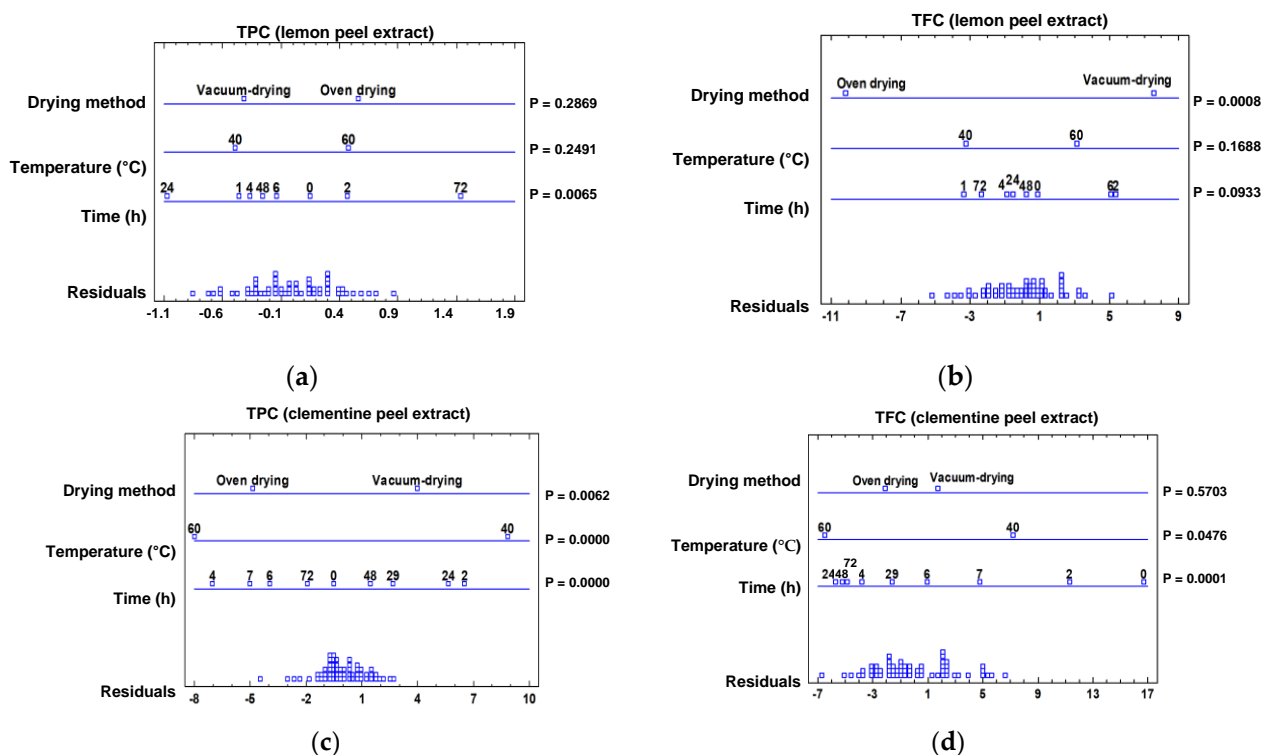 TPC (lemon peel extract)
Vacuum-drying Oven drying
Drying method
P = 0.2869
40 60
Temperature (°C)
P = 0.2491
24 1 4 48 6 0 2 72
Time (h)
P = 0.0065
Residuals
-1.1 -0.6 -0.1 0.4 0.9 1.4 1.9
(a)
TFC (lemon peel extract)
Oven drying Vacuum-drying
Drying method
P = 0.0008
40 60
Temperature (°C)
P = 0.1688
1 72 4 24 48 0 6 2
Time (h)
P = 0.0933
Residuals
-11 -7 -3 1 5 9
(b)
TPC (clementine peel extract)
Oven drying Vacuum-drying
Drying method
P = 0.0062
60 40
Temperature (°C)
P = 0.0000
4 7 6 72 0 48 29 24 2
Time (h)
P = 0.0000
Residuals
-8 -5 -2 1 4 7 10
(c)
TFC (clementine peel extract)
Oven drying Vacuum-drying
Drying method
P = 0.5703
60 40
Temperature (°C)
P = 0.0476
24 48 72 4 29 6 7 2 0
Time (h)
P = 0.0001
Residuals
-7 -3 1 5 9 13 17
(d)